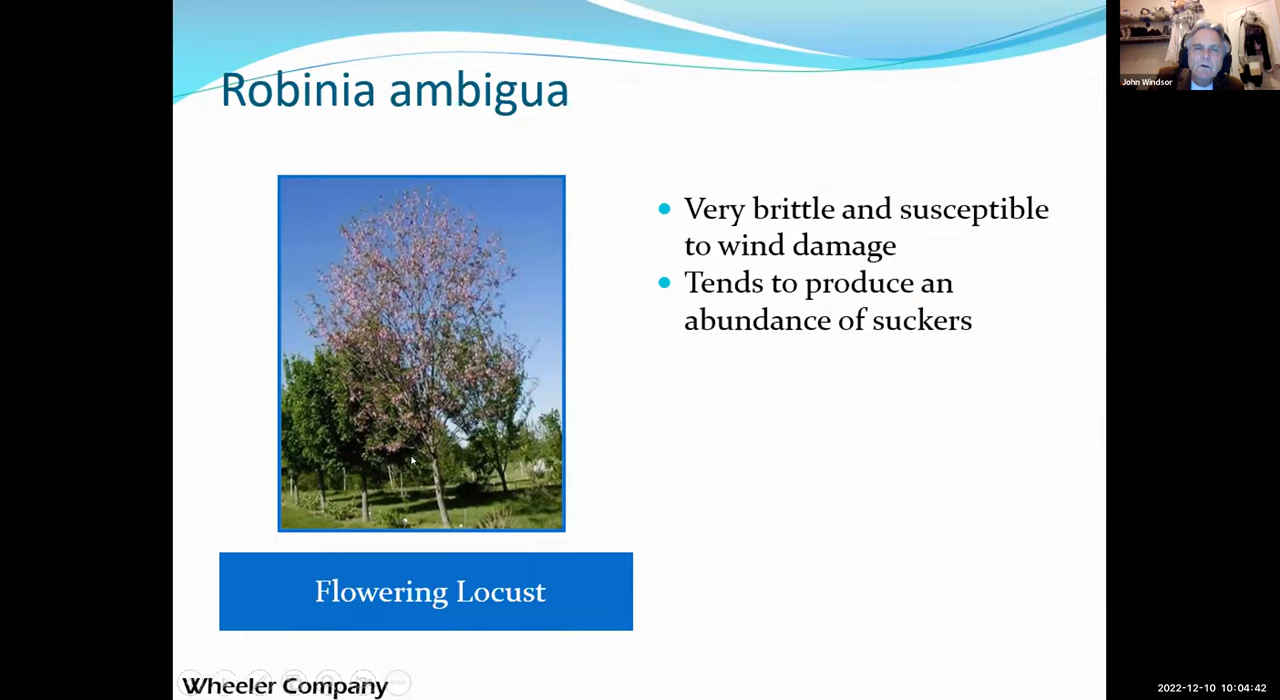 Robinia ambigua
John Windsor
Very brittle and susceptible
to wind damage
Tends to produce an
abundance of suckers
Flowering Locust
Wheeler Company
2022-12-10 10:04:42